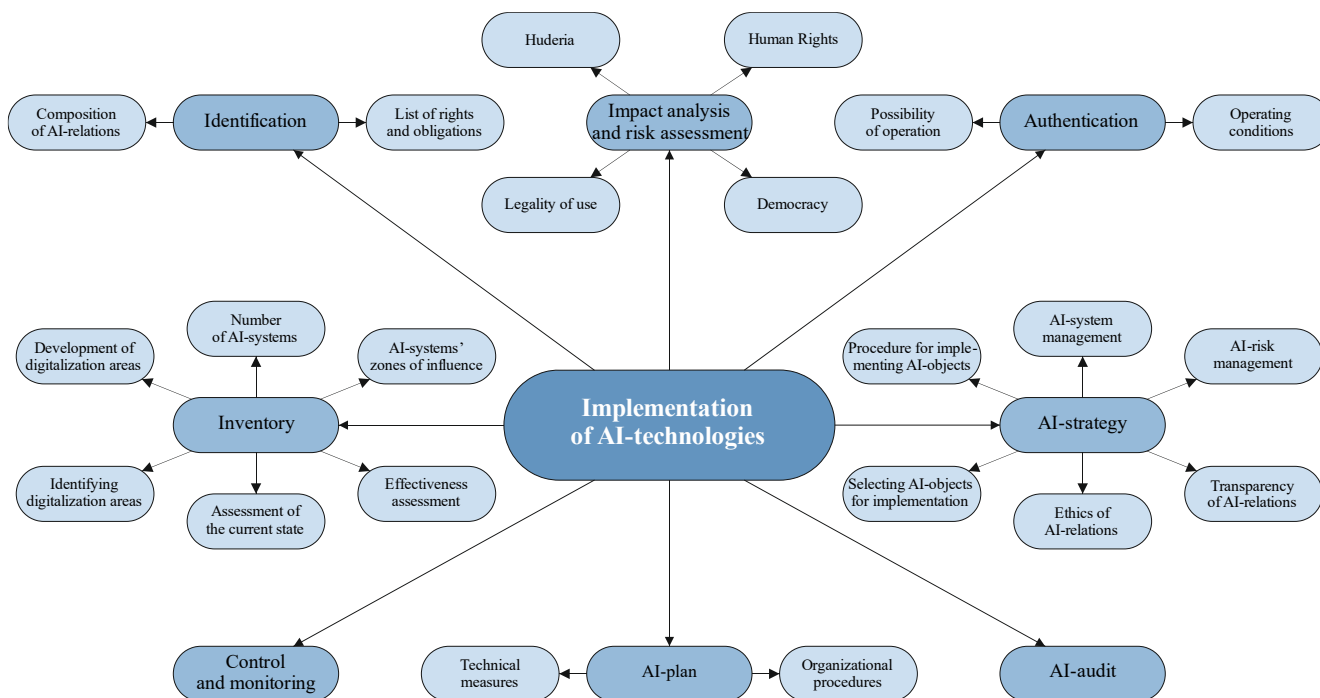 Huderia
Human Rights
Composition
of AI-relations
Identification
List of rights
and obligations
Impact analysis
and risk assessment
Possibility
of operation
Authentication
Operating
conditions
Legality of use
Democracy
Number
of AI-systems
AI-system
management
Development of
digitalization areas
AI-systems’
zones of influence
Procedure for imple-
menting AI-objects
AI-risk
management
Inventory
Implementation
of AI-technologies
AI-strategy
Identifying
digitalization areas
Effectiveness
assessment
Selecting AI-objects
for implementation
Transparency
of AI-relations
Assessment of
the current state
Ethics of
AI-relations
Control
and monitoring
Technical
measures
AI-plan
Organizational
procedures
AI-audit